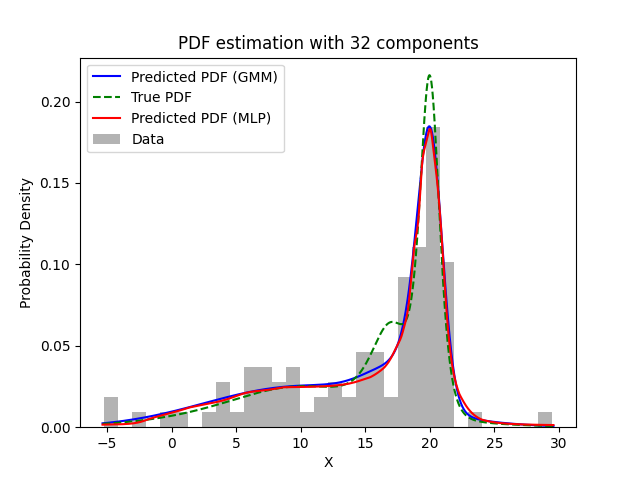 PDF estimation with 32 components
Predicted PDF (GMM)
True PDF
Predicted PDF (MLP)
Data
Probability Density
0.20
0.15
0.10
0.05
0.00
−5 0 5 10 15 20 25 30
X